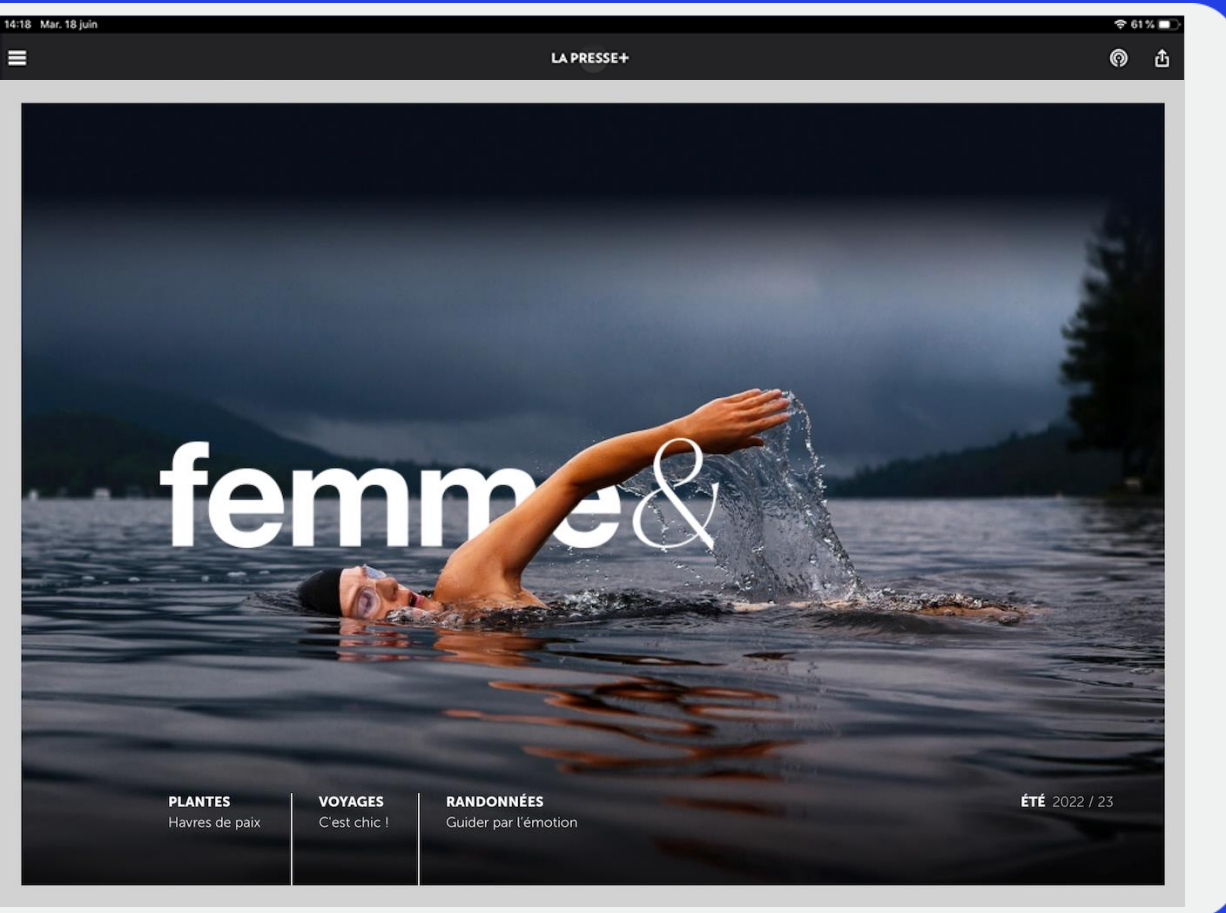 14:18 Mar. 18 juin
61 %
LA PRESSE+
femme&
PLANTES
Havres de paix
VOYAGES
C'est chic !
RANDONNÉES
Guider par l'émotion
ÉTÉ 2022 / 23